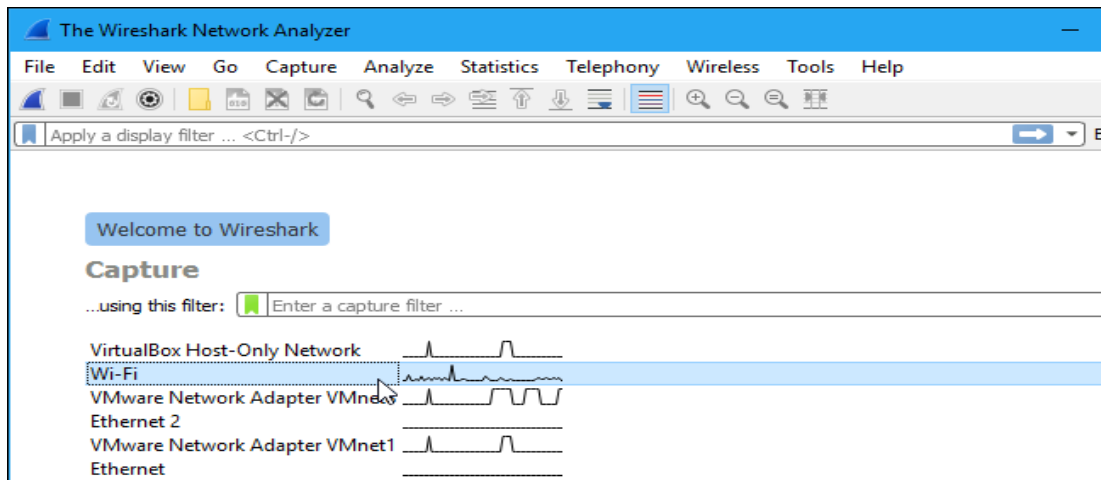 The Wireshark Network Analyzer
File Edit View Go Capture Analyze Statistics Telephony Wireless Tools Help
Apply a display filter ... <Ctrl-/>
Welcome to Wireshark
Capture
...using this filter: Enter a capture filter ...
VirtualBox Host-Only Network
Wi-Fi
VMware Network Adapter
Ethernet 2
VMware Network Adapter VMnet1
Ethernet